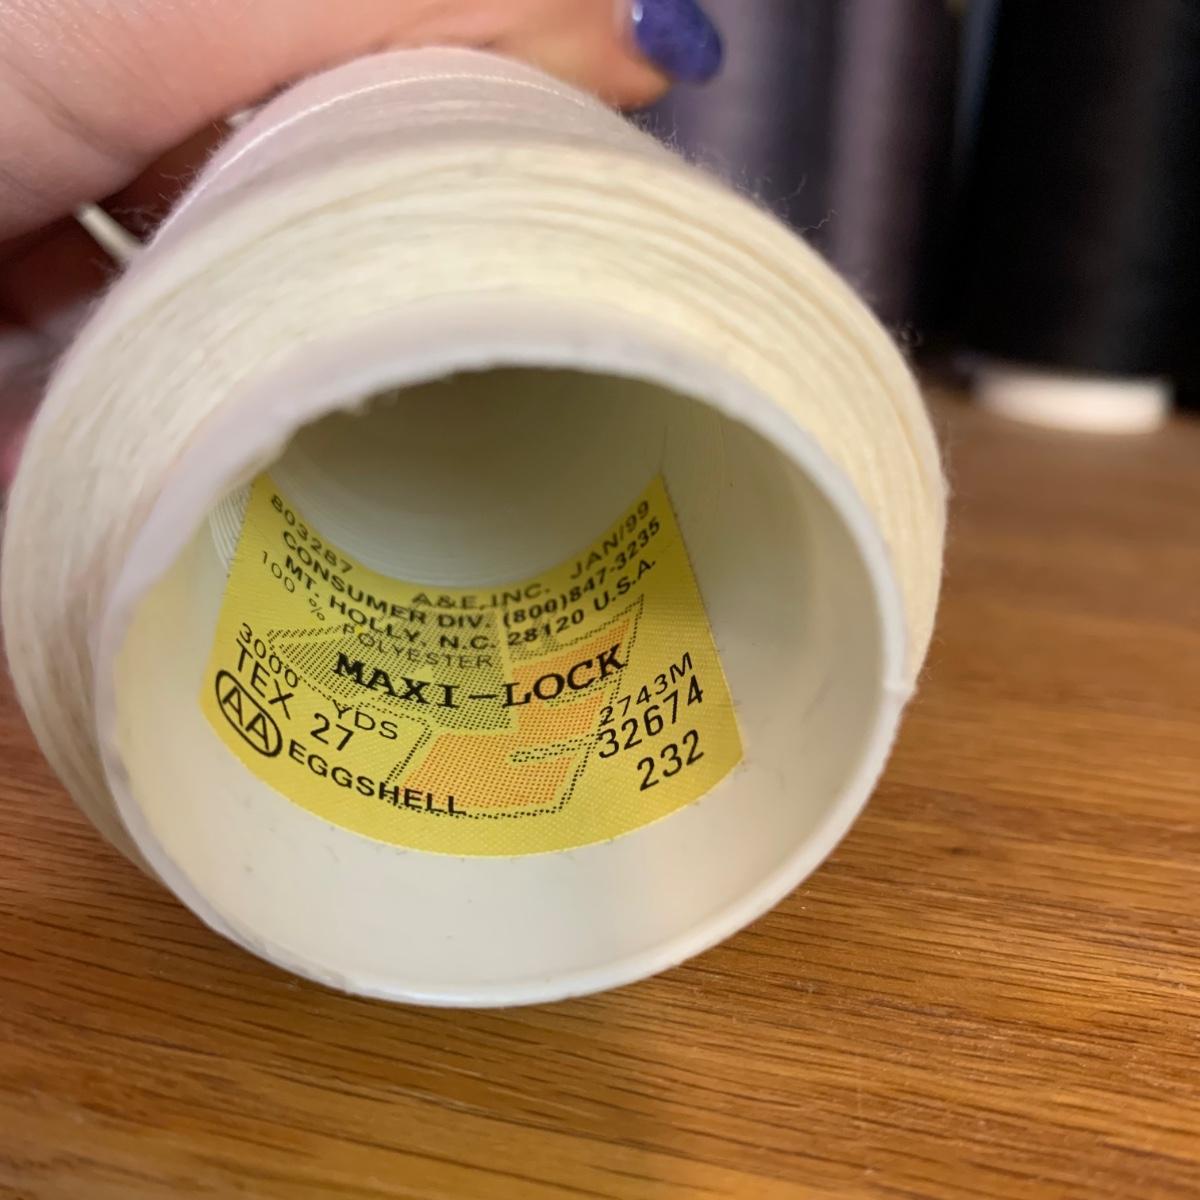 803287 A&E, INC. JAN/99
CONSUMER DIV. (800)847-3235
MT. HOLLY, N.C. 28120 U.S.A.
100 % POLYESTER
MAXI-LOCK
3000 YDS 2743M
TEX 27 32674
AA EGGSHELL 232